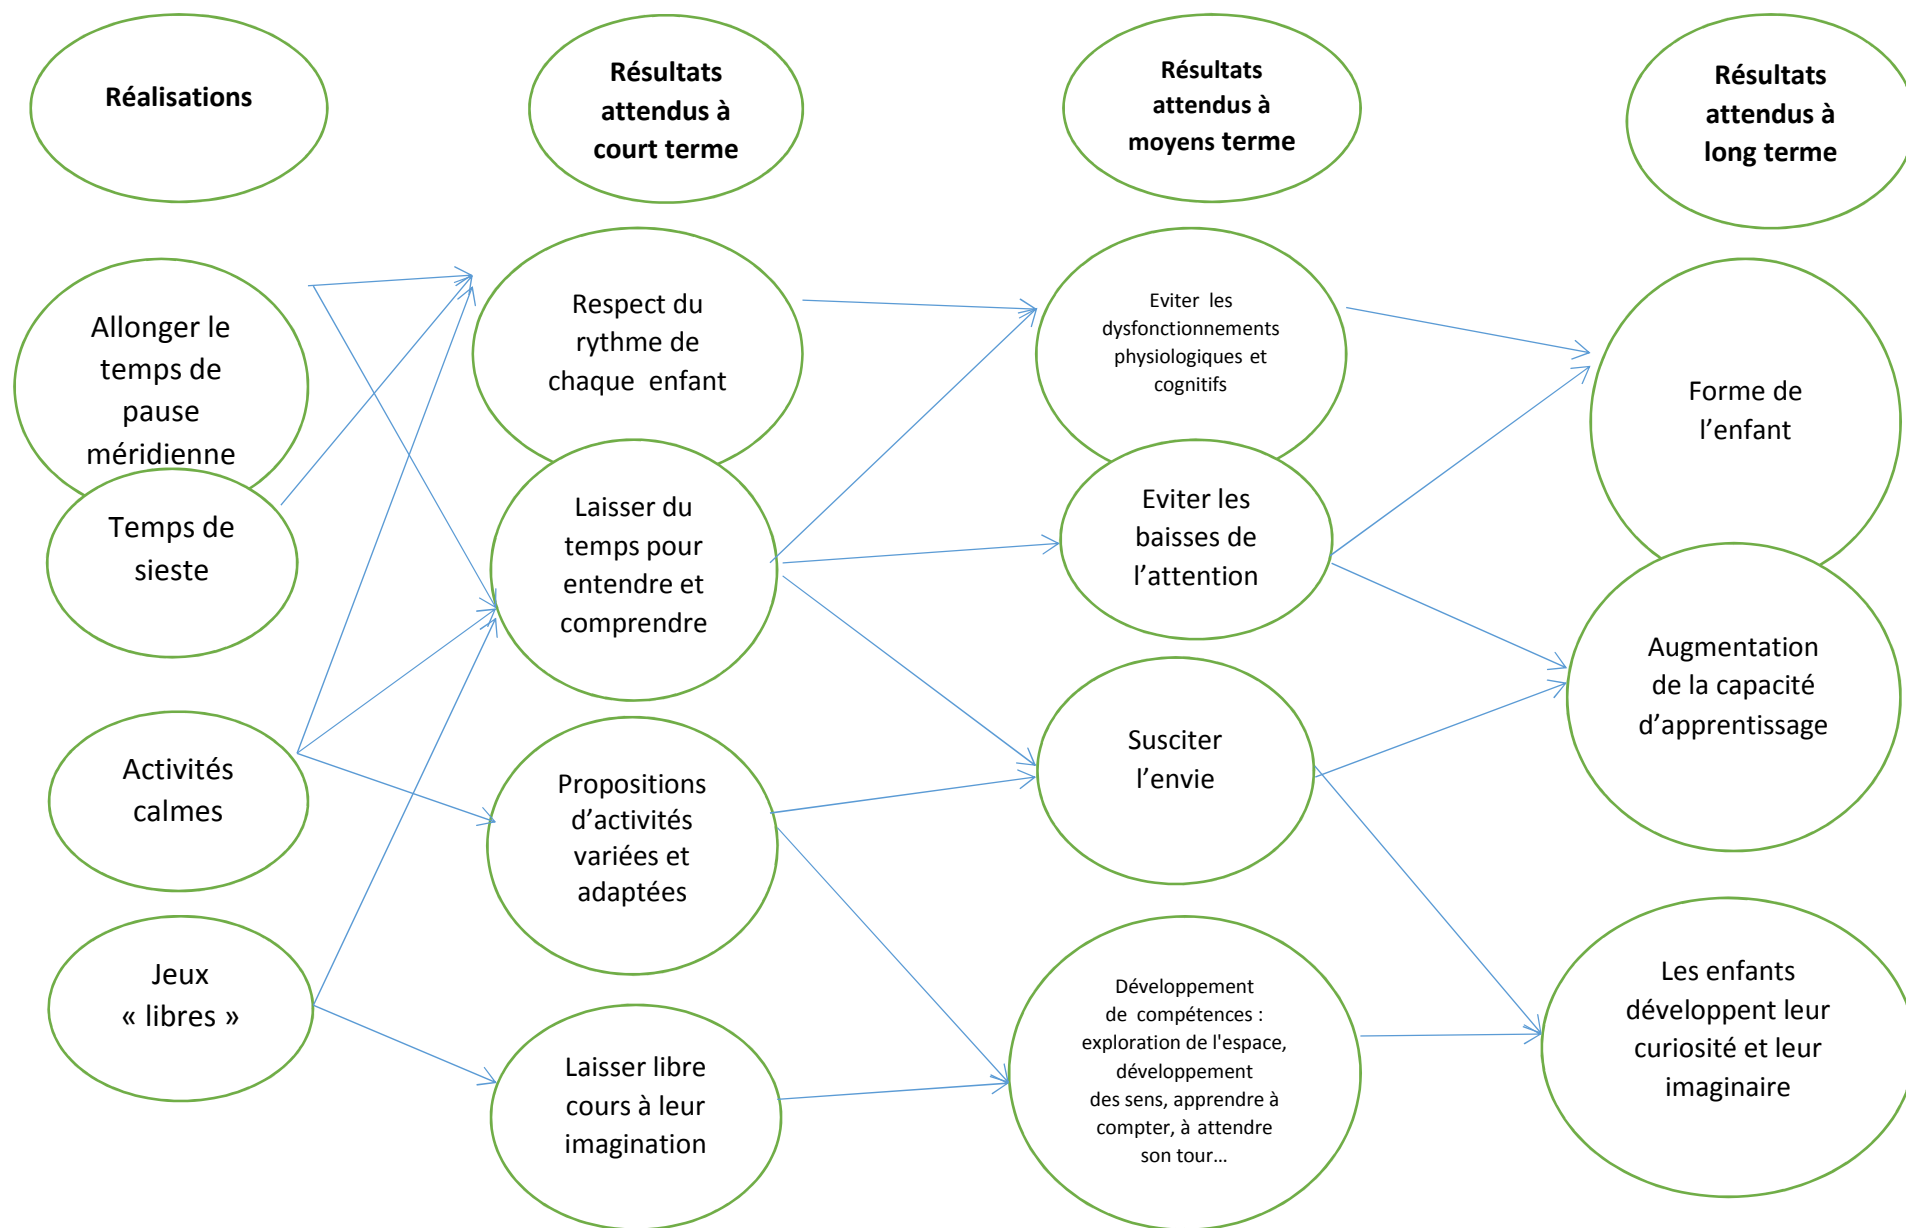 Réalisations
Résultats
attendus à
court terme
Résultats
attendus à
moyens terme
Résultats
attendus à
long terme
Allonger le
temps de
pause
méridienne
Temps de
sieste
Activités
calmes
Jeux
« libres »
Respect du
rythme de
chaque enfant
Laisser du
temps pour
entendre et
comprendre
Propositions
d’activités
variées et
adaptées
Laisser libre
cours à leur
imagination
Eviter les
dysfonctionnements
physiologiques et
cognitifs
Eviter les
baisses de
l’attention
Susciter
l’envie
Développement
de compétences :
exploration de l'espace,
développement
des sens, apprendre à
compter, à attendre
son tour…
Forme de
l’enfant
Augmentation
de la capacité
d’apprentissage
Les enfants
développent leur
curiosité et leur
imaginaire